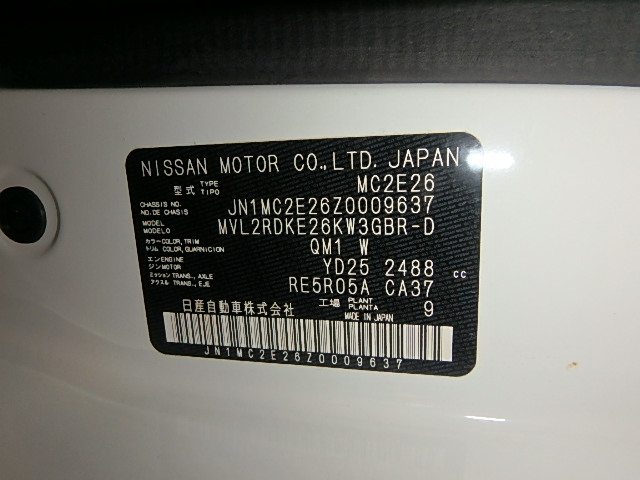 NISSAN MOTOR CO.,LTD. JAPAN
型式 TYPE TIPO MC2E26
CHASSIS NO. NO. DE CHASIS JN1MC2E26Z0009637
MODEL MODELO MVL2RDKE26KW3GBR-D
カラー COLOR, TRIM トリム COLOR, GUARNICION QM1 W
エンジン ENGINE MOTOR YD25 2488 cc
ミッション TRANS., AXLE アクスル TRANS., EJE RE5R05A CA37
日産自動車株式会社 工場 PLANT PLANTA 9
MADE IN JAPAN
JN1MC2E26Z0009637